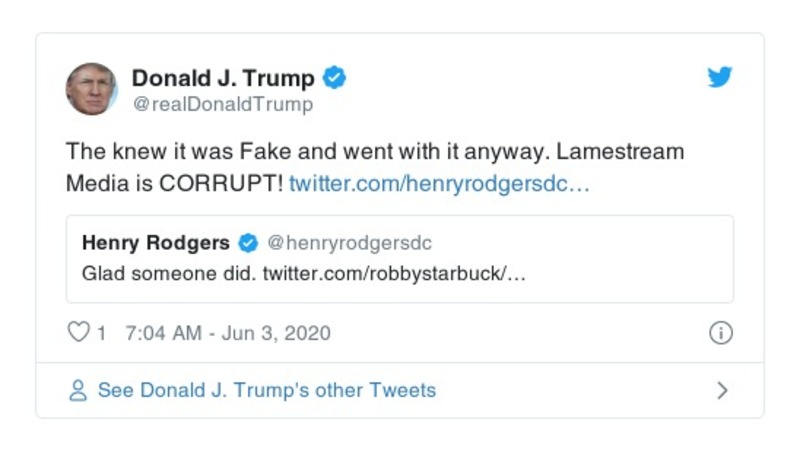 Donald J. Trump
@realDonaldTrump
The knew it was Fake and went with it anyway. Lamestream
Media is CORRUPT! twitter.com/henryrodgersdc…
Henry Rodgers @henryrodgersdc
Glad someone did. twitter.com/robbystarbuck/…
1 7:04 AM - Jun 3, 2020
See Donald J. Trump's other Tweets